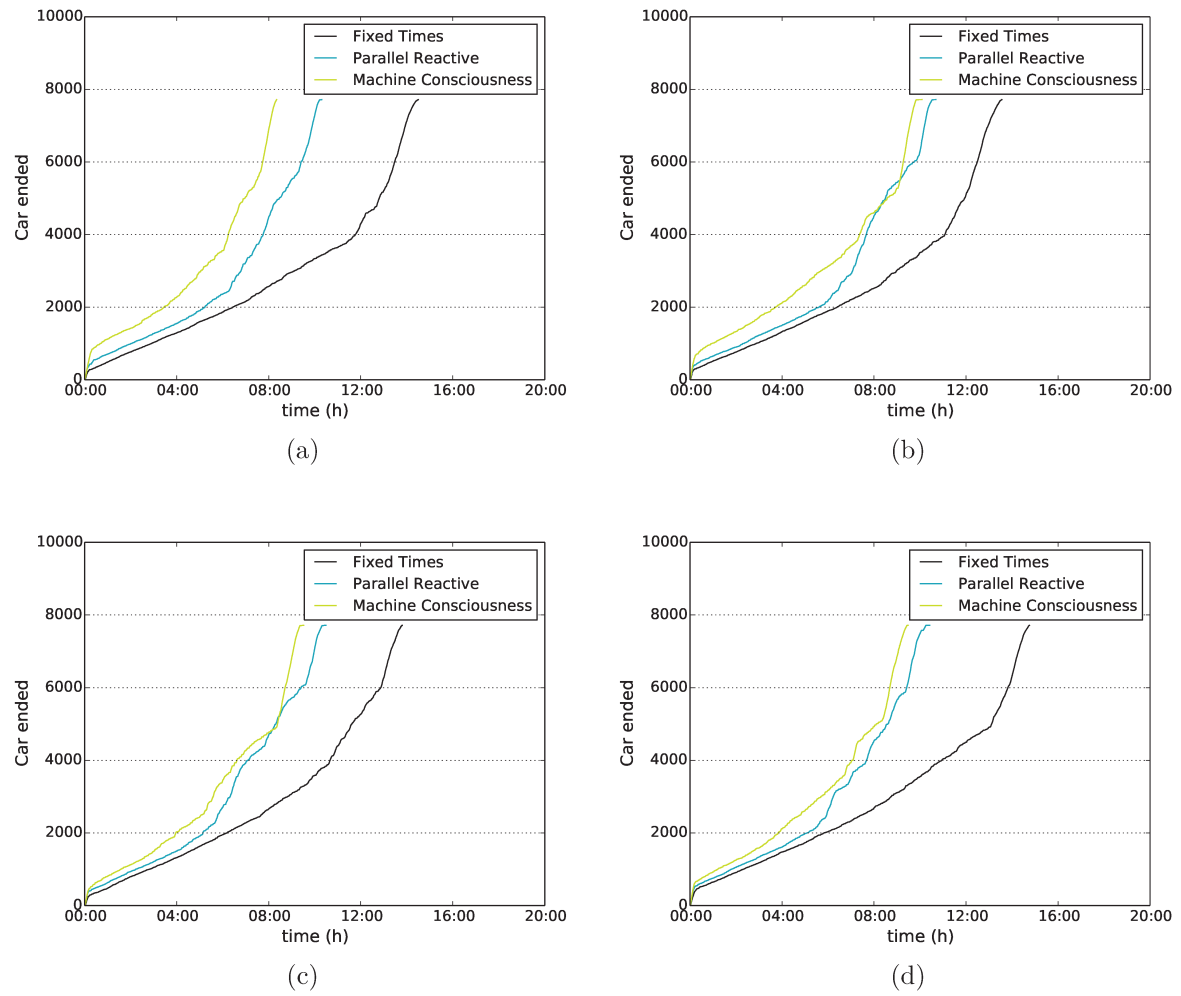 10000
8000
6000
4000
2000
0
Car ended
00:00 04:00 08:00 12:00 16:00 20:00
time (h)
Fixed Times
Parallel Reactive
Machine Consciousness
(a)
10000
8000
6000
4000
2000
0
Car ended
00:00 04:00 08:00 12:00 16:00 20:00
time (h)
Fixed Times
Parallel Reactive
Machine Consciousness
(b)
10000
8000
6000
4000
2000
0
Car ended
00:00 04:00 08:00 12:00 16:00 20:00
time (h)
Fixed Times
Parallel Reactive
Machine Consciousness
(c)
10000
8000
6000
4000
2000
0
Car ended
00:00 04:00 08:00 12:00 16:00 20:00
time (h)
Fixed Times
Parallel Reactive
Machine Consciousness
(d)